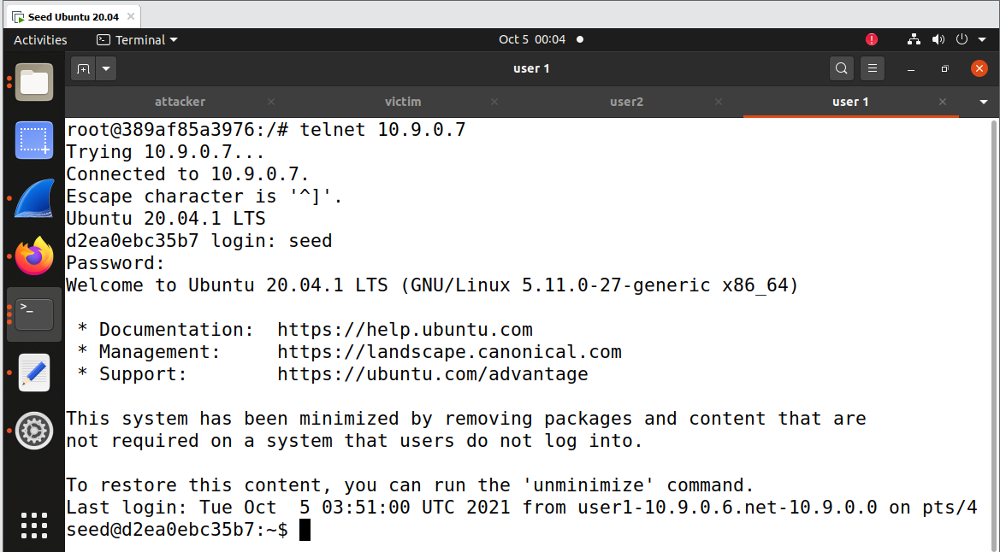 Seed Ubuntu 20.04
Activities Terminal Oct 5 00:04
user 1
attacker victim user2 user 1
root@389af85a3976:/# telnet 10.9.0.7
Trying 10.9.0.7...
Connected to 10.9.0.7.
Escape character is '^]'.
Ubuntu 20.04.1 LTS
d2ea0ebc35b7 login: seed
Password:
Welcome to Ubuntu 20.04.1 LTS (GNU/Linux 5.11.0-27-generic x86_64)
* Documentation: https://help.ubuntu.com
* Management: https://landscape.canonical.com
* Support: https://ubuntu.com/advantage
This system has been minimized by removing packages and content that are
not required on a system that users do not log into.
To restore this content, you can run the 'unminimize' command.
Last login: Tue Oct  5 03:51:00 UTC 2021 from user1-10.9.0.6.net-10.9.0.0 on pts/4
seed@d2ea0ebc35b7:~$